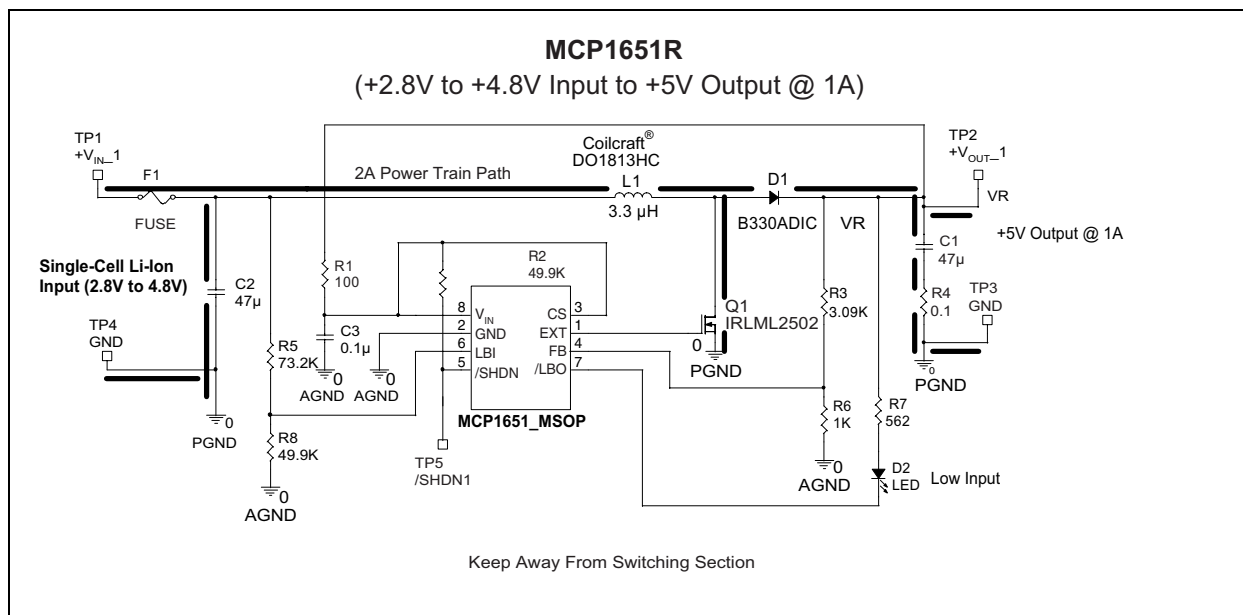 MCP1651R
(+2.8V to +4.8V Input to +5V Output @ 1A)
TP1
+VIN_1
F1
FUSE
2A Power Train Path
Coilcraft®
DO1813HC
L1
3.3 µH
D1
B330ADIC
VR
TP2
+VOUT_1
VR
+5V Output @ 1A
C1
47µ
R4
0.1
TP3
GND
0
PGND
Single-Cell Li-Ion
Input (2.8V to 4.8V)
C2
47µ
TP4
GND
0
PGND
R5
73.2K
R8
49.9K
0
AGND
R1
100
C3
0.1µ
0
AGND
0
AGND
R2
49.9K
8 VIN CS 3
2 GND EXT 1
6 LBI FB 4
5 /SHDN /LBO 7
MCP1651_MSOP
TP5
/SHDN1
Q1
IRLML2502
0
PGND
R3
3.09K
R6
1K
0
AGND
R7
562
D2
LED
Low Input
Keep Away From Switching Section